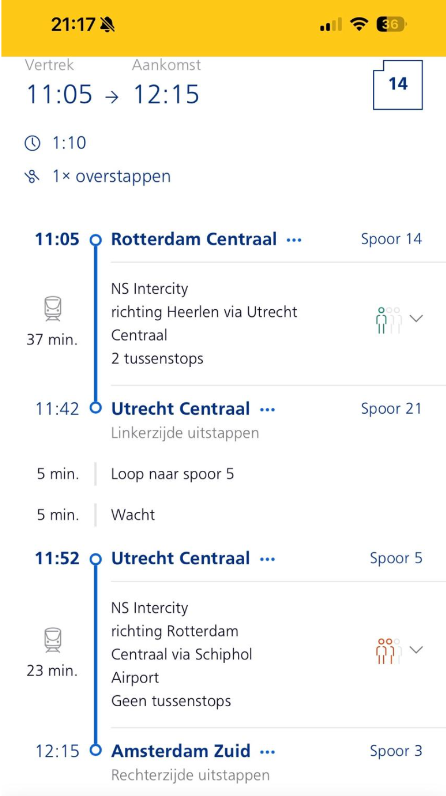 21:17
36
Vertrek Aankomst
11:05 → 12:15
14
1:10
1× overstappen
11:05 Rotterdam Centraal ··· Spoor 14
NS Intercity
richting Heerlen via Utrecht
Centraal
37 min.
2 tussenstops
11:42 Utrecht Centraal ··· Spoor 21
Linkerzijde uitstappen
5 min. Loop naar spoor 5
5 min. Wacht
11:52 Utrecht Centraal ··· Spoor 5
NS Intercity
richting Rotterdam
Centraal via Schiphol
23 min.
Airport
Geen tussenstops
12:15 Amsterdam Zuid ··· Spoor 3
Rechterzijde uitstappen